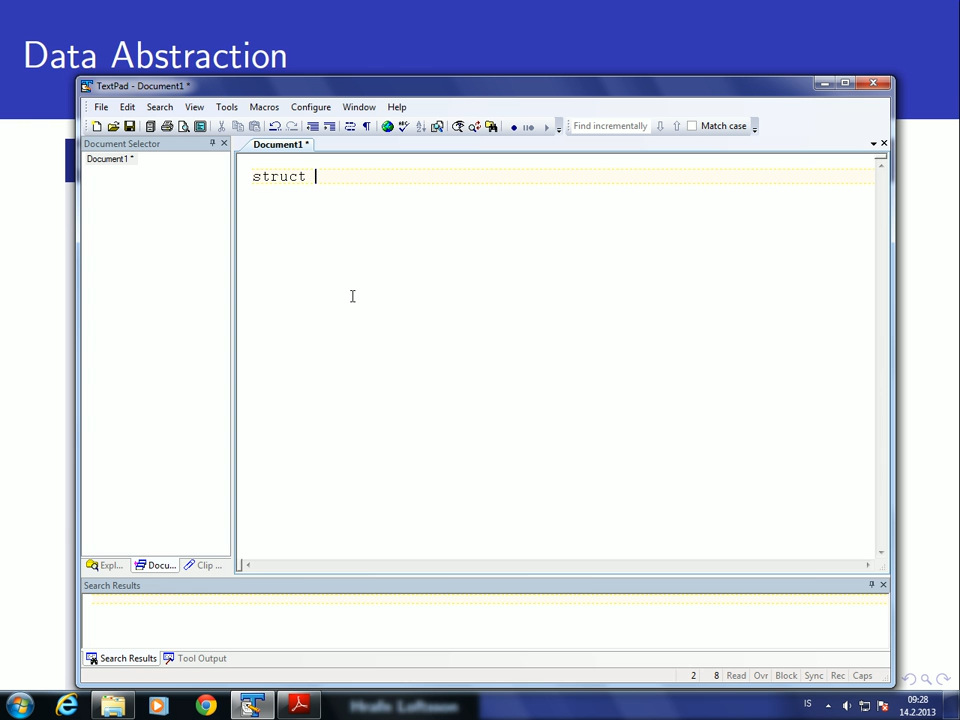 Data Abstraction
TextPad - Document1 *
File Edit Search View Tools Macros Configure Window Help
Find incrementally Match case
Document Selector
Document1 *
Document1 *
struct
Expl... Docu... Clip ...
Search Results
Search Results Tool Output
2 8 Read Ovr Block Sync Rec Caps
Hrafn Loftsson
IS
09:28
14.2.2013